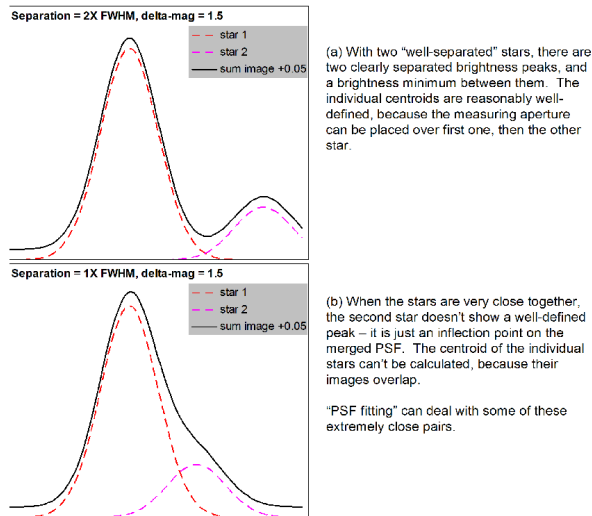 Separation = 2X FWHM, delta-mag = 1.5
star 1
star 2
sum image +0.05
(a) With two “well-separated” stars, there are
two clearly separated brightness peaks, and
a brightness minimum between them.  The
individual centroids are reasonably well-
defined, because the measuring aperture
can be placed over first one, then the other
star.
Separation = 1X FWHM, delta-mag = 1.5
star 1
star 2
sum image +0.05
(b) When the stars are very close together,
the second star doesn’t show a well-defined
peak – it is just an inflection point on the
merged PSF.  The centroid of the individual
stars can’t be calculated, because their
images overlap.
“PSF fitting” can deal with some of these
extremely close pairs.